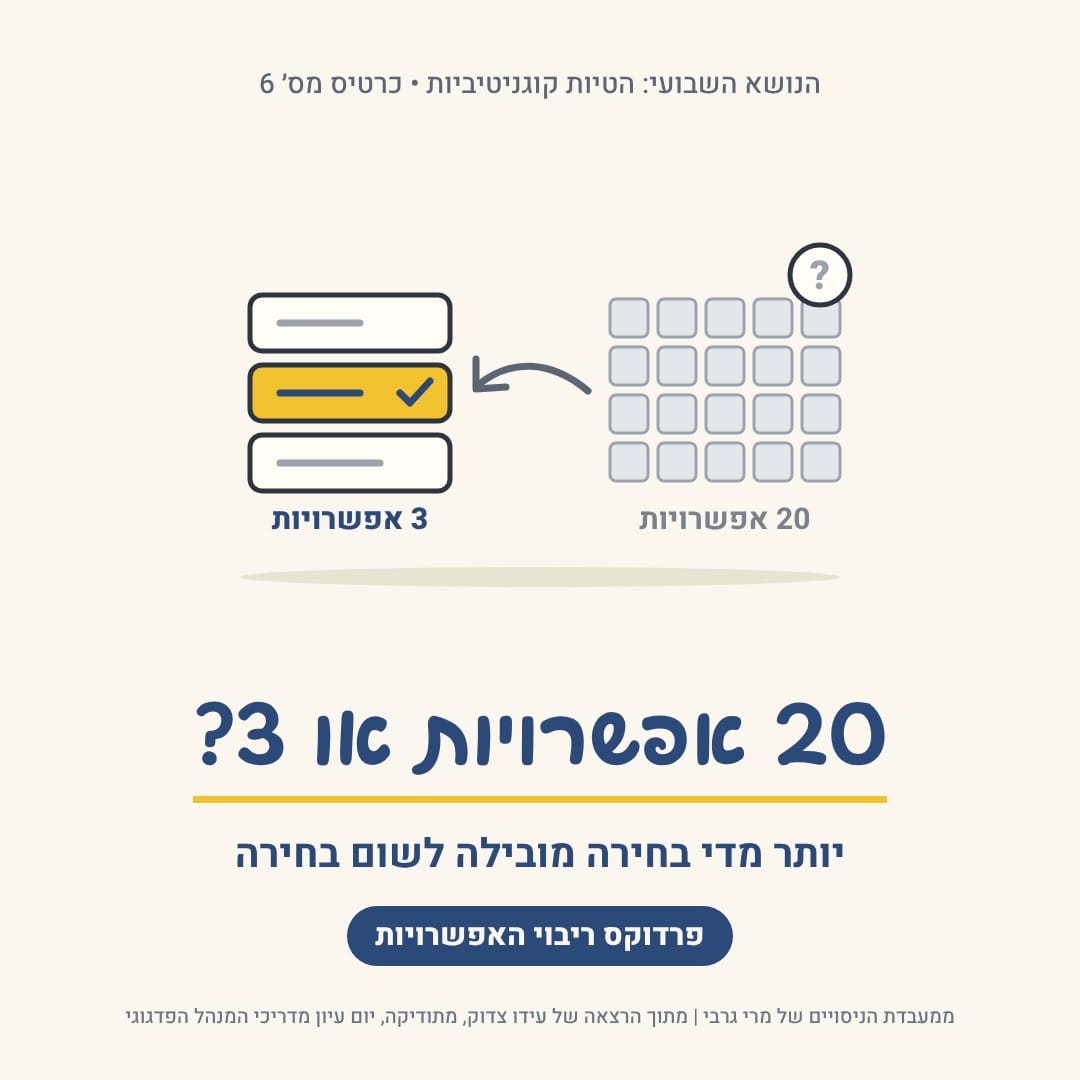 הנושא השבועי: הטיות קוגניטיביות • כרטיס מס׳ 6
?
20 אפשרויות
3 אפשרויות
20 אפשרויות או 3?
יותר מדי בחירה מובילה לשום בחירה
פרדוקס ריבוי האפשרויות
ממעבדת הניסויים של מרי גרבי | מתוך הרצאה של עידו צדוק, מתודיקה, יום עיון מדריכי המנהל הפדגוגי